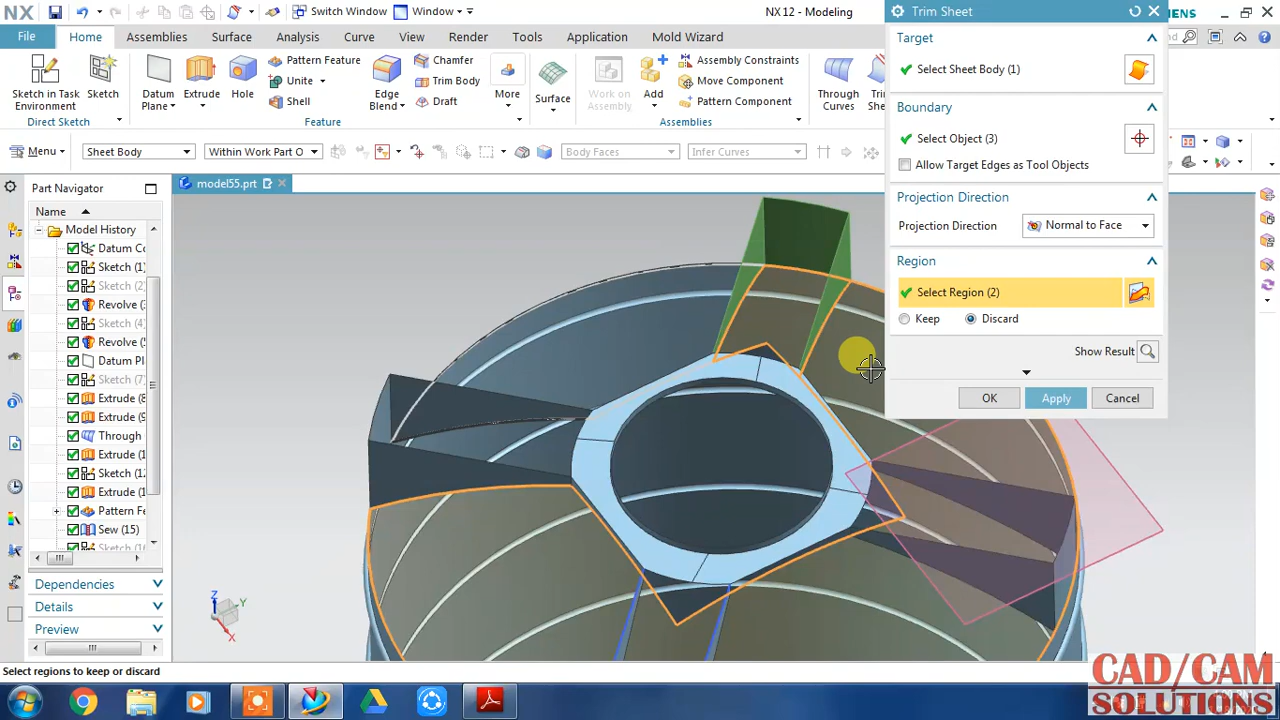 NX
Switch Window
Window
NX 12 - Modeling
Trim Sheet
SIEMENS
File
Home
Assemblies
Surface
Analysis
Curve
View
Render
Tools
Application
Mold Wizard
Target
Select Sheet Body (1)
Boundary
Select Object (3)
Allow Target Edges as Tool Objects
Projection Direction
Projection Direction
Normal to Face
Region
Select Region (2)
Keep
Discard
Show Result
OK
Apply
Cancel
Sketch in Task
Environment
Sketch
Direct Sketch
Datum
Plane
Extrude
Hole
Pattern Feature
Unite
Shell
Edge
Blend
Chamfer
Trim Body
Draft
More
Feature
Surface
Work on
Assembly
Add
Assembly Constraints
Move Component
Pattern Component
Assemblies
Through
Curves
Menu
Sheet Body
Within Work Part O
Body Faces
Infer Curves
Part Navigator
model55.prt
Name
Model History
Datum Co
Sketch (1)
Sketch (2)
Revolve (
Sketch (4)
Revolve (
Datum Pl
Extrude (8
Extrude (9
Through
Extrude (1
Sketch (12
Extrude (1
Pattern Fe
Sew (15)
Dependencies
Details
Preview
Z
Y
X
Select regions to keep or discard
CAD/CAM
SOLUTIONS